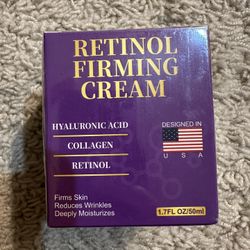 RETINOL
FIRMING
CREAM
HYALURONIC ACID
COLLAGEN
RETINOL
DESIGNED IN
U S A
Firms Skin
Reduces Wrinkles
Deeply Moisturizes
1.7FL OZ/50ml